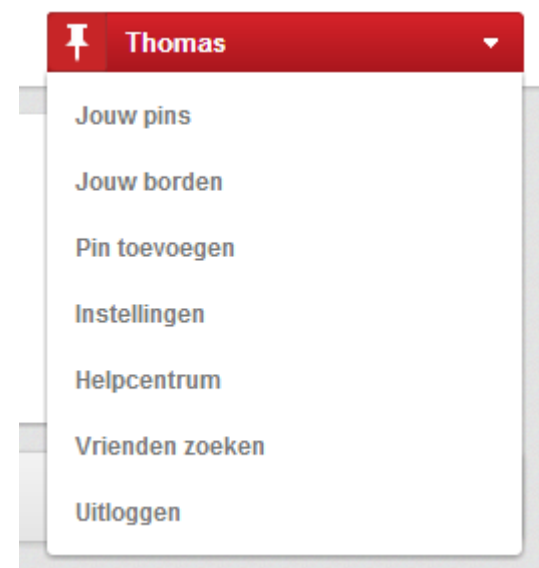 Thomas
Jouw pins
Jouw borden
Pin toevoegen
Instellingen
Helpcentrum
Vrienden zoeken
Uitloggen